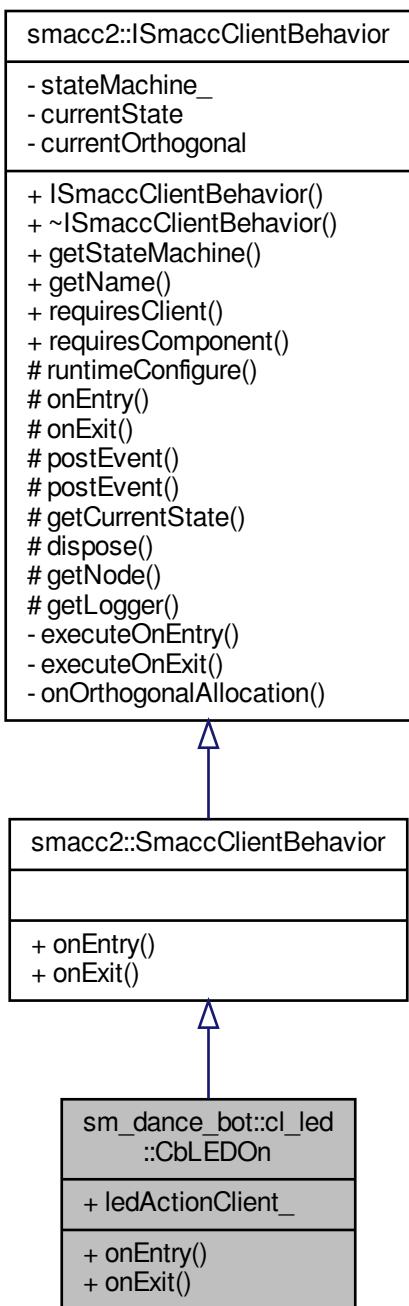 smacc2::ISmaccClientBehavior
- stateMachine_
- currentState
- currentOrthogonal
+ ISmaccClientBehavior()
+ ~ISmaccClientBehavior()
+ getStateMachine()
+ getName()
+ requiresClient()
+ requiresComponent()
# runtimeConfigure()
# onEntry()
# onExit()
# postEvent()
# postEvent()
# getCurrentState()
# dispose()
# getNode()
# getLogger()
- executeOnEntry()
- executeOnExit()
- onOrthogonalAllocation()
smacc2::SmaccClientBehavior
+ onEntry()
+ onExit()
sm_dance_bot::cl_led
::CbLEDOn
+ ledActionClient_
+ onEntry()
+ onExit()